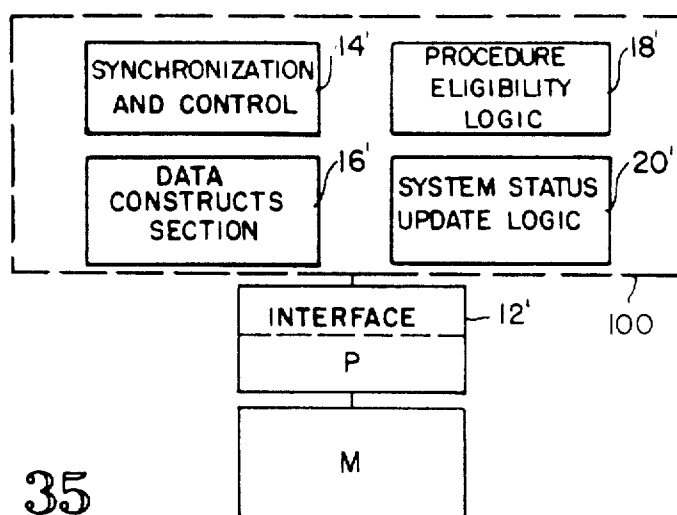 SYNCHRONIZATION
AND CONTROL
14'
PROCEDURE
ELIGIBILITY
LOGIC
18'
DATA
CONSTRUCTS
SECTION
16'
SYSTEM STATUS
UPDATE LOGIC
20'
INTERFACE
12'
100
P
M
35